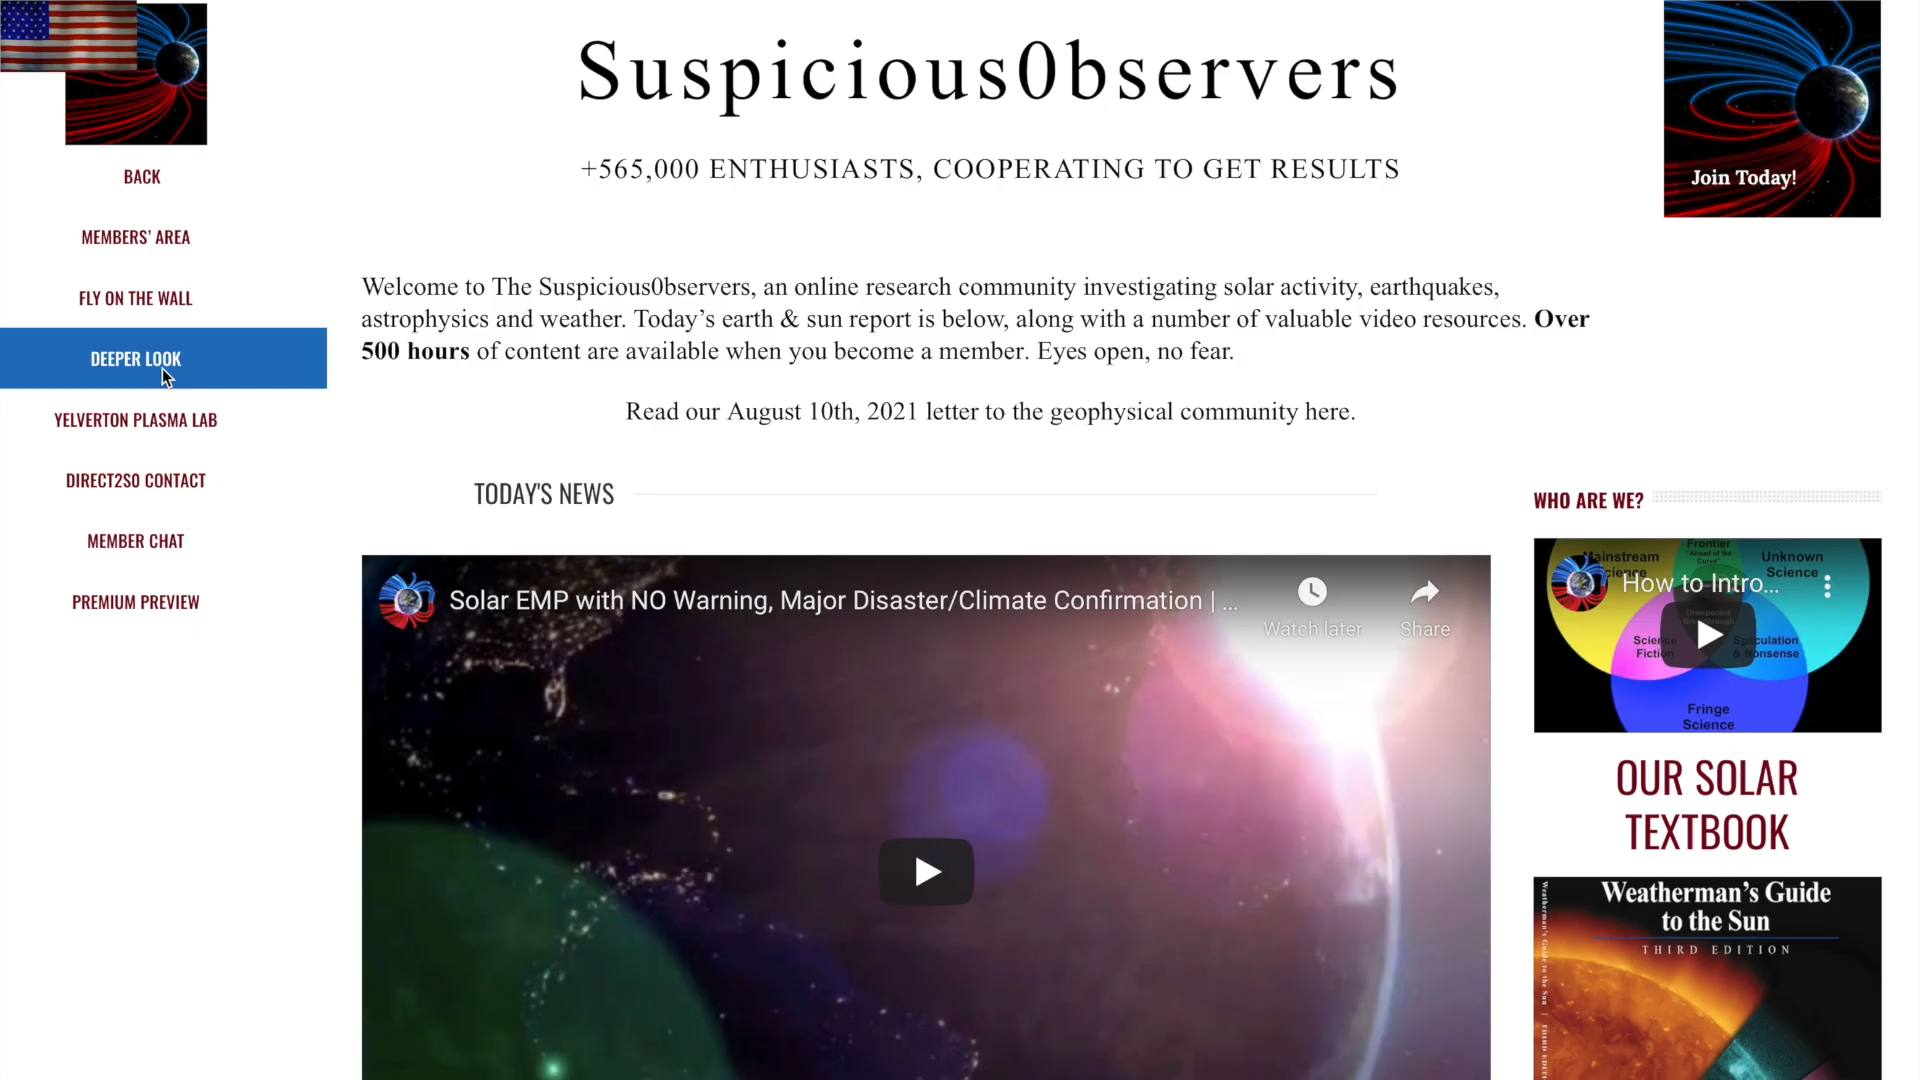 Suspicious0bservers
+565,000 ENTHUSIASTS, COOPERATING TO GET RESULTS
Join Today!
BACK
MEMBERS’ AREA
FLY ON THE WALL
DEEPER LOOK
YELVERTON PLASMA LAB
DIRECT2S0 CONTACT
MEMBER CHAT
PREMIUM PREVIEW
Welcome to The Suspicious0bservers, an online research community investigating solar activity, earthquakes,
astrophysics and weather. Today’s earth & sun report is below, along with a number of valuable video resources. Over
500 hours of content are available when you become a member. Eyes open, no fear.
Read our August 10th, 2021 letter to the geophysical community here.
TODAY'S NEWS
Solar EMP with NO Warning, Major Disaster/Climate Confirmation | ...
Watch later
Share
WHO ARE WE?
Mainstream
Science
Frontier
"Ahead of the
Curve"
Unknown
Science
How to Intro...
Science
Fiction
Speculation
& Nonsense
Fringe
Science
OUR SOLAR
TEXTBOOK
Weatherman’s Guide
to the Sun
THIRD EDITION
Weatherman’s Guide to the Sun